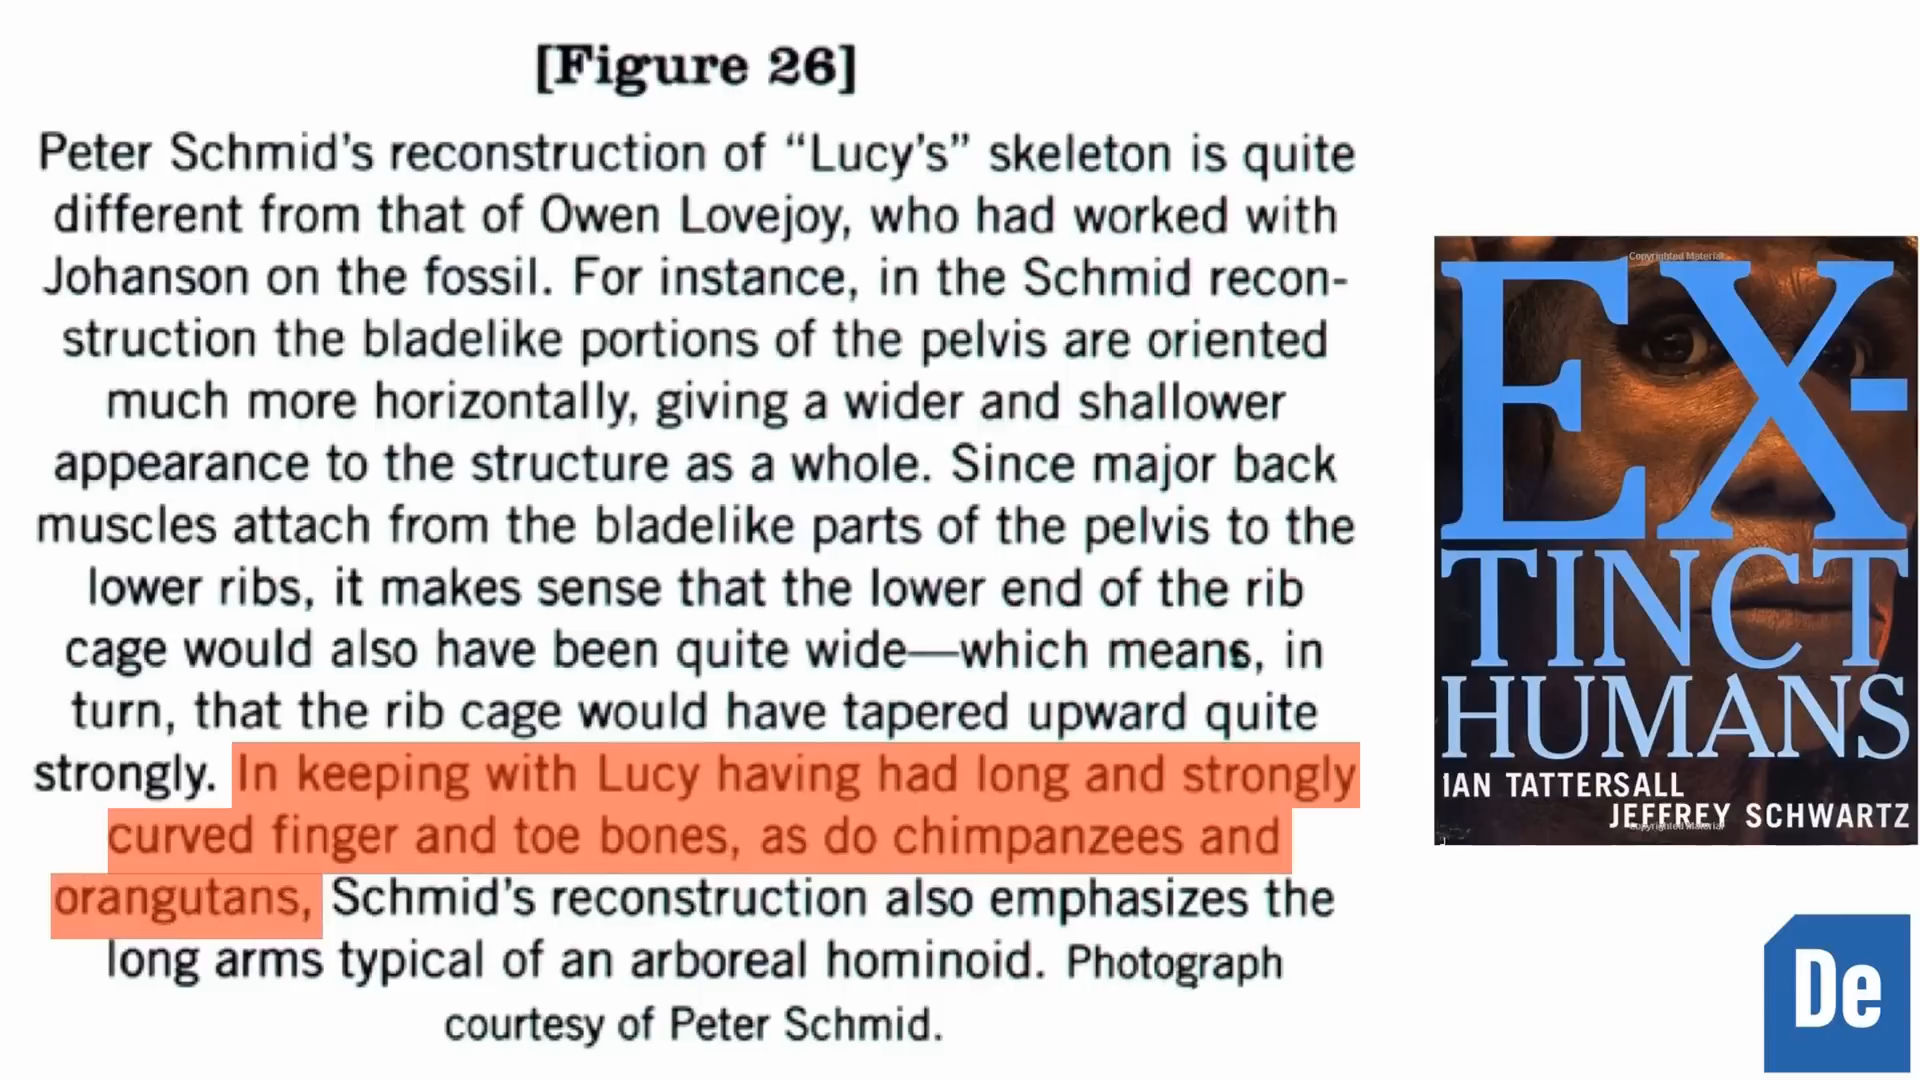 [Figure 26]
Peter Schmid's reconstruction of “Lucy's” skeleton is quite
different from that of Owen Lovejoy, who had worked with
Johanson on the fossil. For instance, in the Schmid recon-
struction the bladelike portions of the pelvis are oriented
much more horizontally, giving a wider and shallower
appearance to the structure as a whole. Since major back
muscles attach from the bladelike parts of the pelvis to the
lower ribs, it makes sense that the lower end of the rib
cage would also have been quite wide—which means, in
turn, that the rib cage would have tapered upward quite
strongly. In keeping with Lucy having had long and strongly
curved finger and toe bones, as do chimpanzees and
orangutans, Schmid's reconstruction also emphasizes the
long arms typical of an arboreal hominoid. Photograph
courtesy of Peter Schmid.
Copyrighted Material
EX-
TINCT
HUMANS
IAN TATTERSALL
JEFFREY SCHWARTZ
Copyrighted Material
De